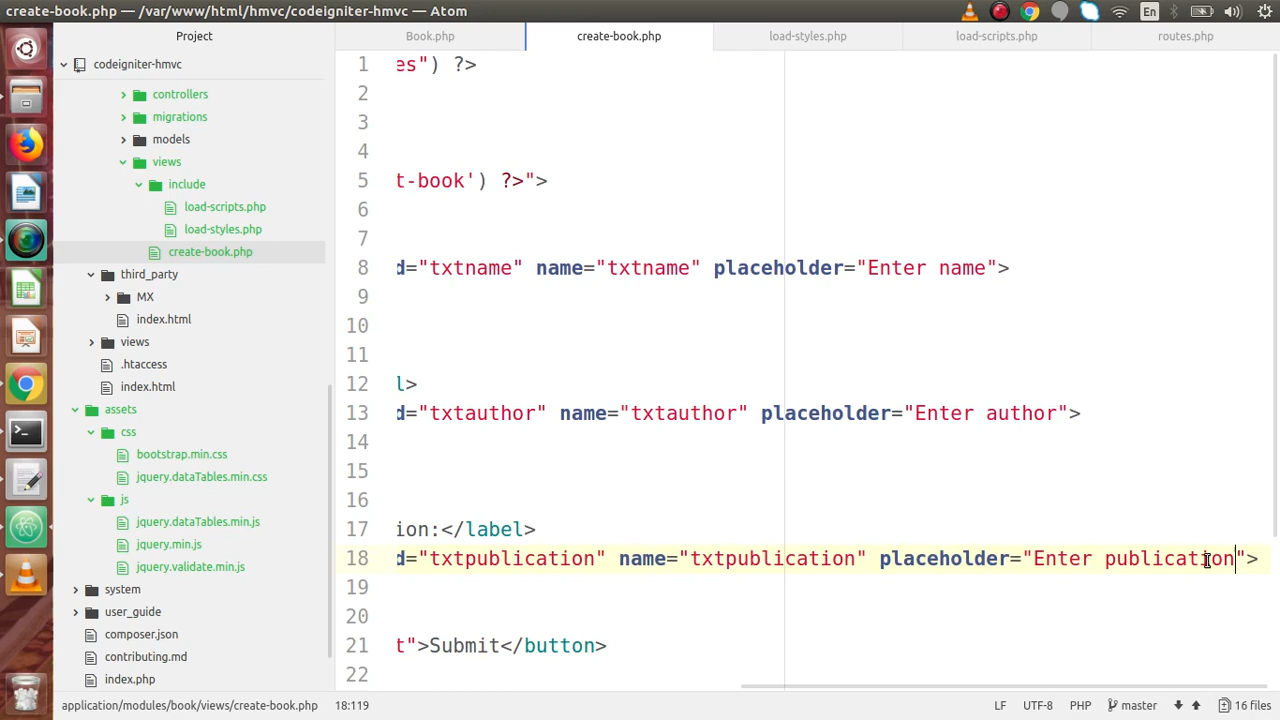 create-book.php — /var/www/html/hmvc/codeigniter-hmvc — Atom
En
Project
Book.php
create-book.php
load-styles.php
load-scripts.php
routes.php
codeigniter-hmvc
controllers
migrations
models
views
include
load-scripts.php
load-styles.php
create-book.php
third_party
MX
index.html
views
.htaccess
index.html
assets
css
bootstrap.min.css
jquery.dataTables.min.css
js
jquery.dataTables.min.js
jquery.min.js
jquery.validate.min.js
system
user_guide
composer.json
contributing.md
index.php
1 es") ?>
2
3
4
5 t-book') ?>">
6
7
8 d="txtname" name="txtname" placeholder="Enter name">
9
10
11
12 l>
13 d="txtauthor" name="txtauthor" placeholder="Enter author">
14
15
16
17 ion:</label>
18 d="txtpublication" name="txtpublication" placeholder="Enter publication">
19
20
21 t">Submit</button>
22
application/modules/book/views/create-book.php 18:119
LF UTF-8 PHP master 16 files